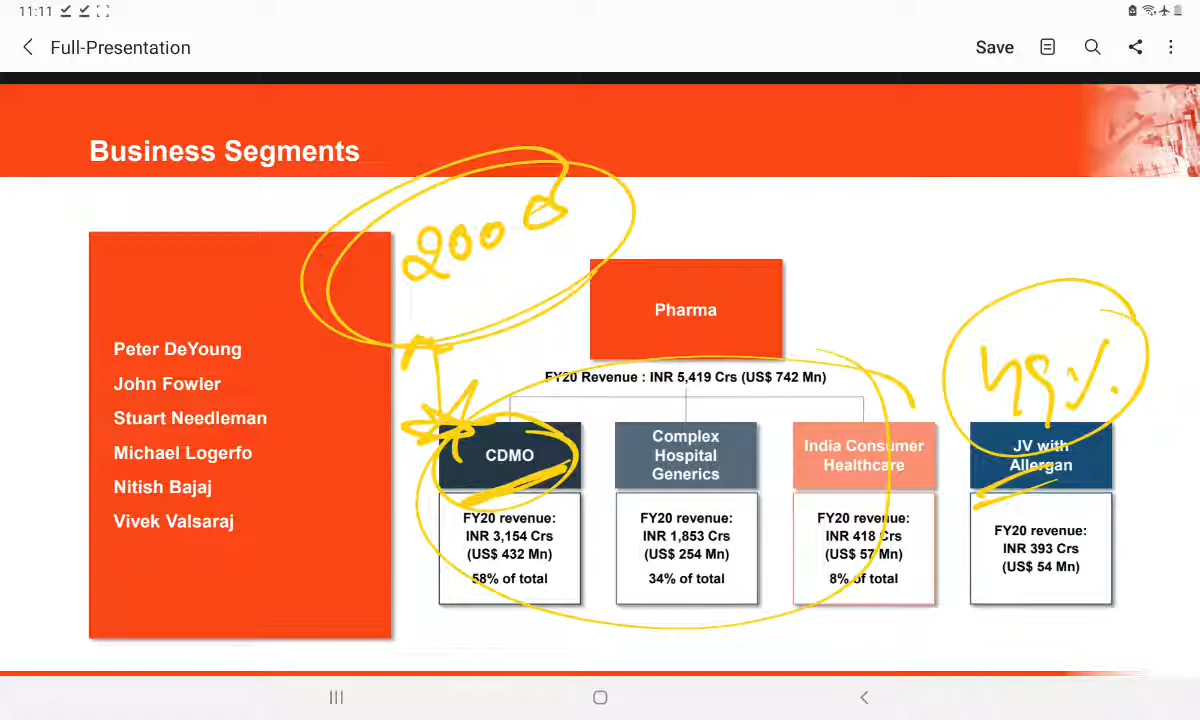 11:11
Full-Presentation
Save
Business Segments
2000
Peter DeYoung
John Fowler
Stuart Needleman
Michael Logerfo
Nitish Bajaj
Vivek Valsaraj
Pharma
FY20 Revenue : INR 5,419 Crs (US$ 742 Mn)
49%
CDMO
FY20 revenue:
INR 3,154 Crs
(US$ 432 Mn)
58% of total
Complex
Hospital
Generics
FY20 revenue:
INR 1,853 Crs
(US$ 254 Mn)
34% of total
India Consumer
Healthcare
FY20 revenue:
INR 418 Crs
(US$ 57 Mn)
8% of total
JV with
Allergan
FY20 revenue:
INR 393 Crs
(US$ 54 Mn)